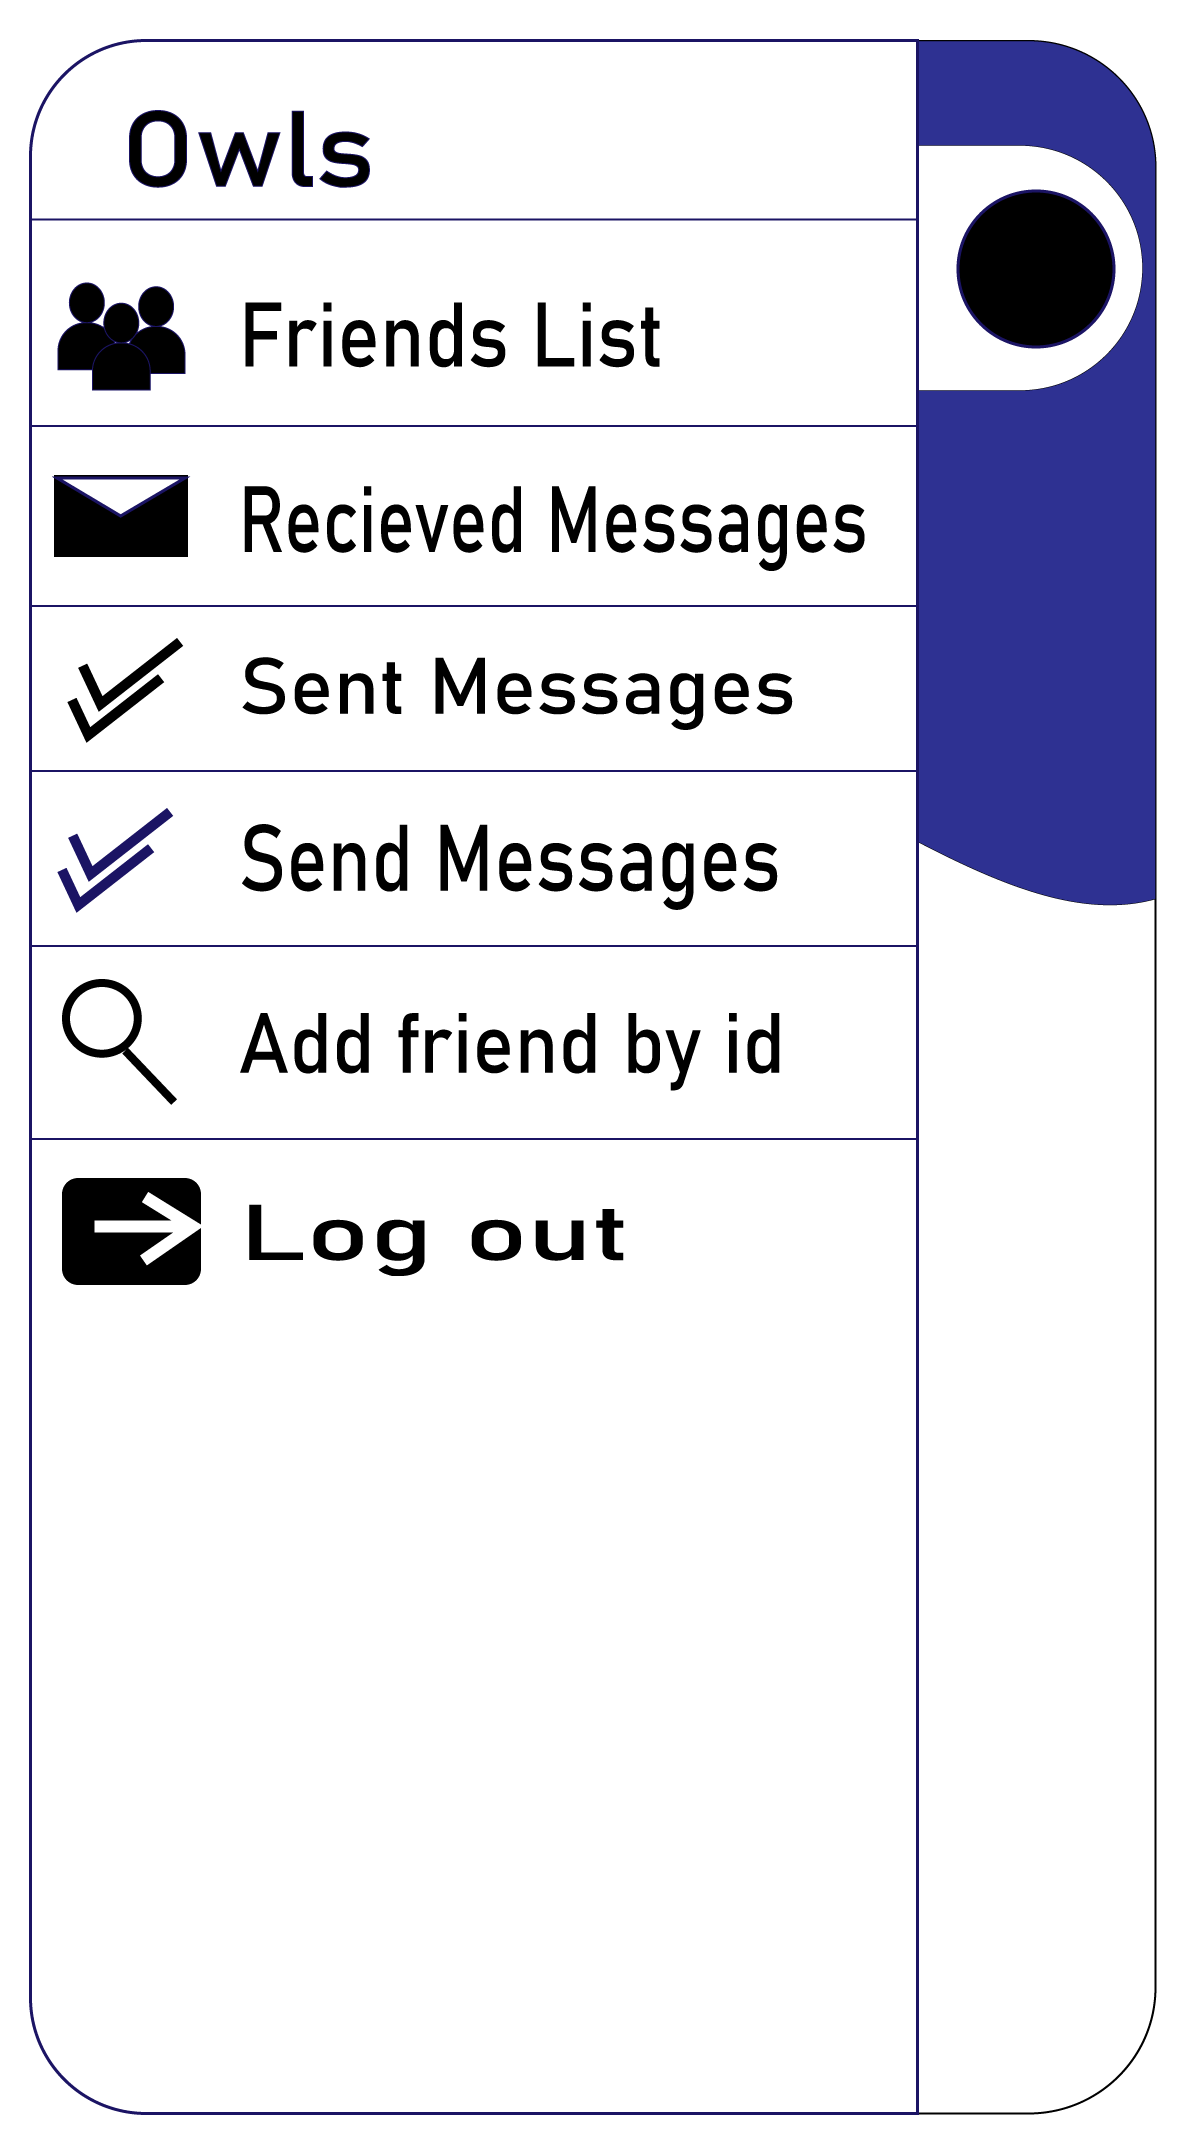 Owls
Friends List
Recieved Messages
Sent Messages
Send Messages
Add friend by id
Log out